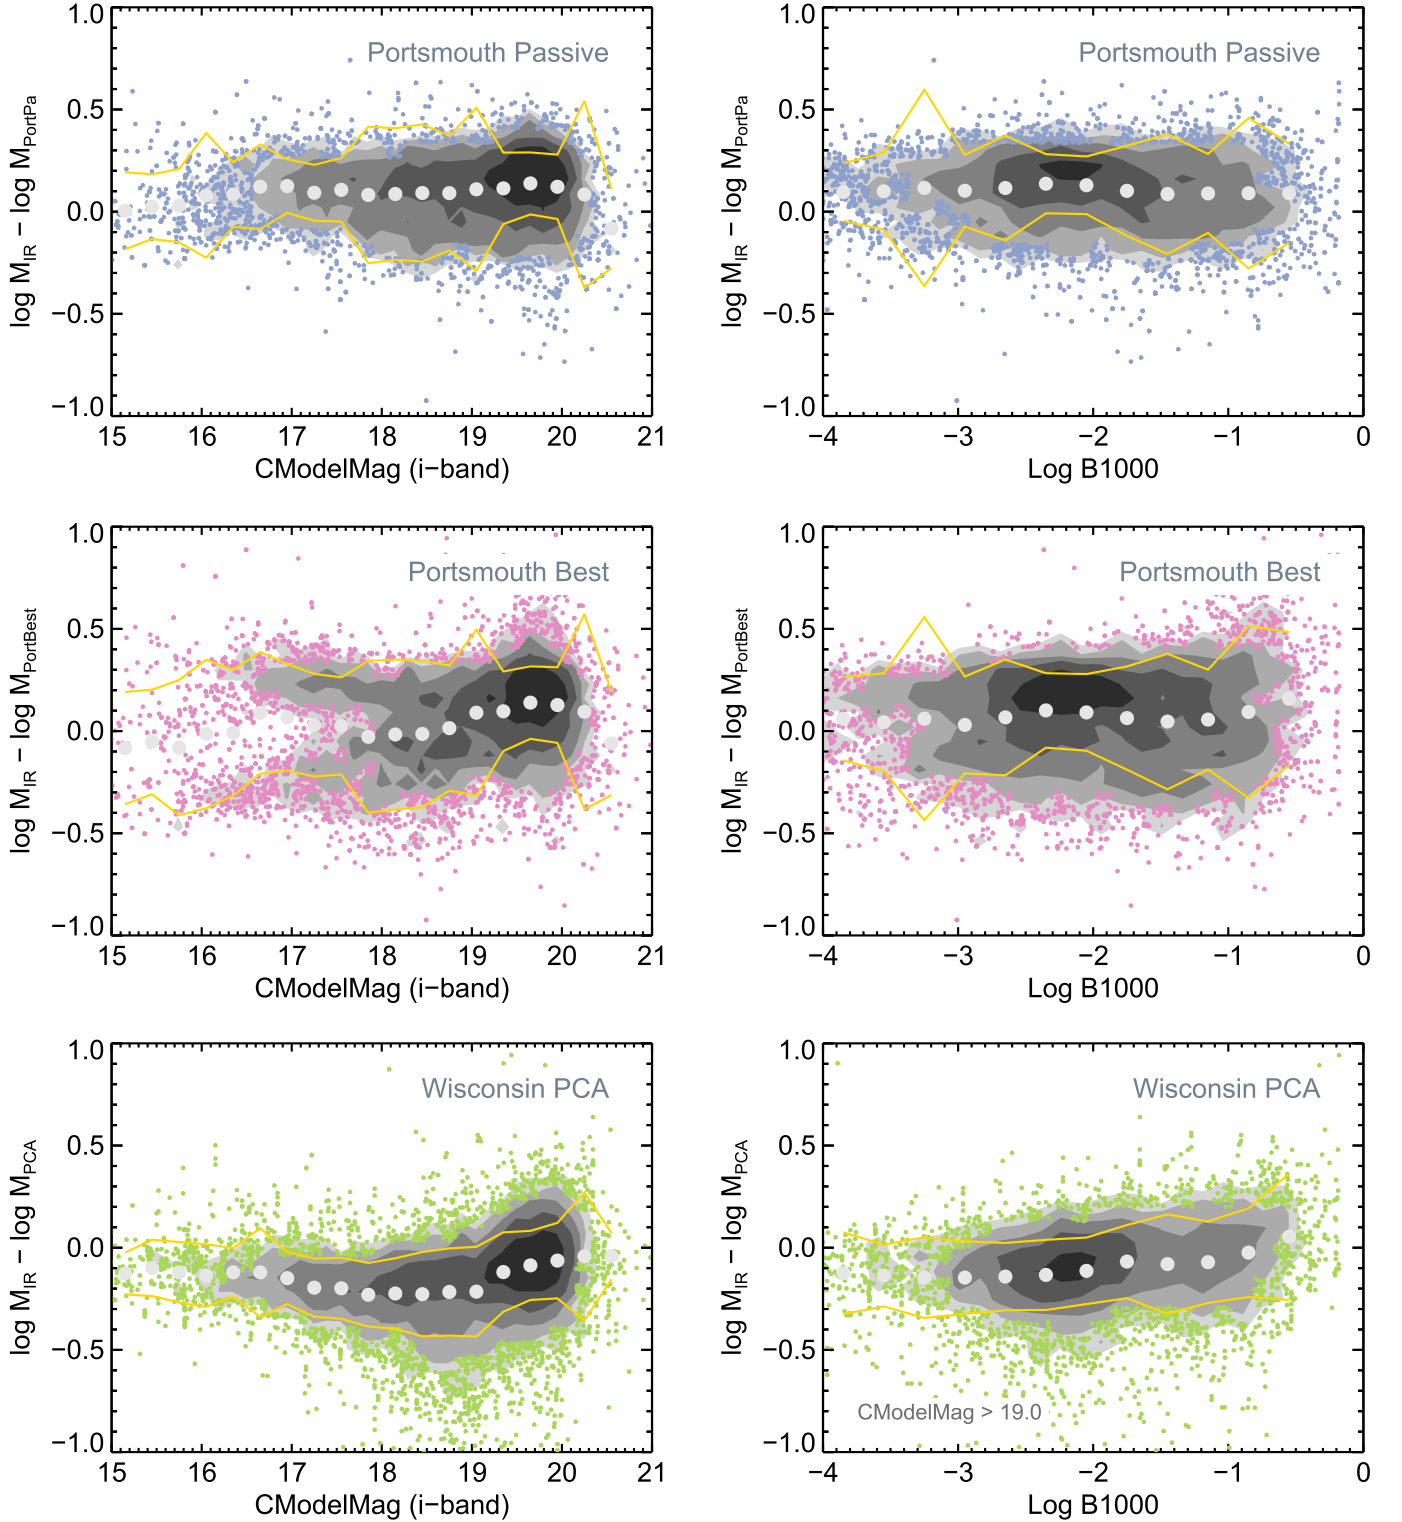 Portsmouth Passive
log M_IR − log M_PortPa
1.0
0.5
0.0
−0.5
−1.0
15 16 17 18 19 20 21
CModelMag (i−band)
Portsmouth Passive
log M_IR − log M_PortPa
1.0
0.5
0.0
−0.5
−1.0
−4 −3 −2 −1 0
Log B1000
Portsmouth Best
log M_IR − log M_PortBest
1.0
0.5
0.0
−0.5
−1.0
15 16 17 18 19 20 21
CModelMag (i−band)
Portsmouth Best
log M_IR − log M_PortBest
1.0
0.5
0.0
−0.5
−1.0
−4 −3 −2 −1 0
Log B1000
Wisconsin PCA
log M_IR − log M_PCA
1.0
0.5
0.0
−0.5
−1.0
15 16 17 18 19 20 21
CModelMag (i−band)
Wisconsin PCA
log M_IR − log M_PCA
1.0
0.5
0.0
−0.5
−1.0
CModelMag > 19.0
−4 −3 −2 −1 0
Log B1000